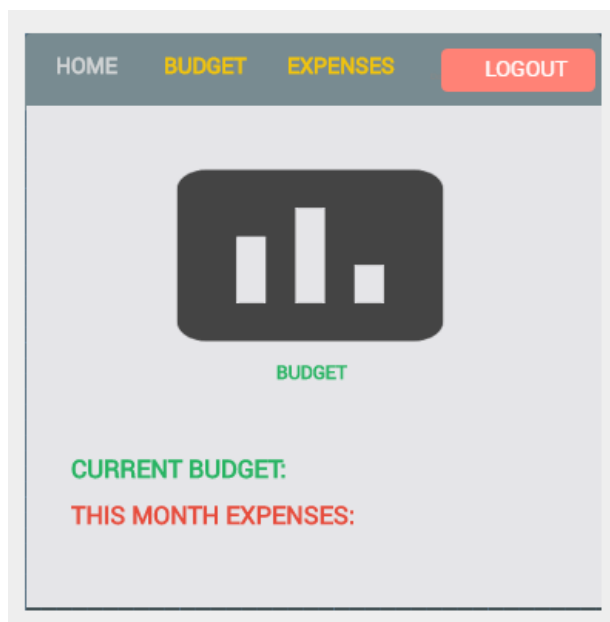 HOME BUDGET EXPENSES LOGOUT
BUDGET
CURRENT BUDGET:
THIS MONTH EXPENSES: